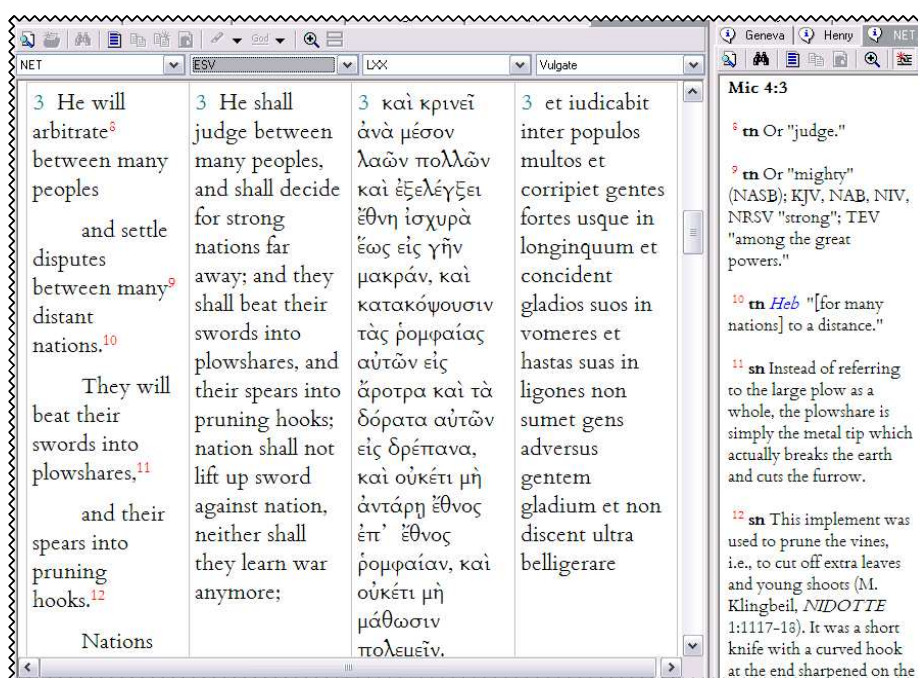 God
NET
ESV
LXX
Vulgate
3 He will
arbitrate⁸
between many
peoples
and settle
disputes
between many⁹
distant
nations.¹⁰
They will
beat their
swords into
plowshares,¹¹
and their
spears into
pruning
hooks.¹²
Nations
3 He shall
judge between
many peoples,
and shall decide
for strong
nations far
away; and they
shall beat their
swords into
plowshares, and
their spears into
pruning hooks;
nation shall not
lift up sword
against nation,
neither shall
they learn war
anymore;
3 καὶ κρινεῖ
ἀνὰ μέσον
λαῶν πολλῶν
καὶ ἐξελέγξει
ἔθνη ἰσχυρὰ
ἕως εἰς γῆν
μακράν, καὶ
κατακόψουσιν
τὰς ῥομφαίας
αὐτῶν εἰς
ἄροτρα καὶ τὰ
δόρατα αὐτῶν
εἰς δρέπανα,
καὶ οὐκέτι μὴ
ἀντάρῃ ἔθνος
ἐπ᾽ ἔθνος
ῥομφαίαν, καὶ
οὐκέτι μὴ
μάθωσιν
πολεμεῖν.
3 et iudicabit
inter populos
multos et
corripiet gentes
fortes usque in
longinquum et
concident
gladios suos in
vomeres et
hastas suas in
ligones non
sumet gens
adversus
gentem
gladium et non
discent ultra
belligerare
Geneva Henry NET
Mic 4:3
⁸ tn Or "judge."
⁹ tn Or "mighty"
(NASB); KJV, NAB, NIV,
NRSV "strong"; TEV
"among the great
powers."
¹⁰ tn Heb "[for many
nations] to a distance."
¹¹ sn Instead of referring
to the large plow as a
whole, the plowshare is
simply the metal tip which
actually breaks the earth
and cuts the furrow.
¹² sn This implement was
used to prune the vines,
i.e., to cut off extra leaves
and young shoots (M.
Klingbeil, NIDOTTE
1:1117-18). It was a short
knife with a curved hook
at the end sharpened on the